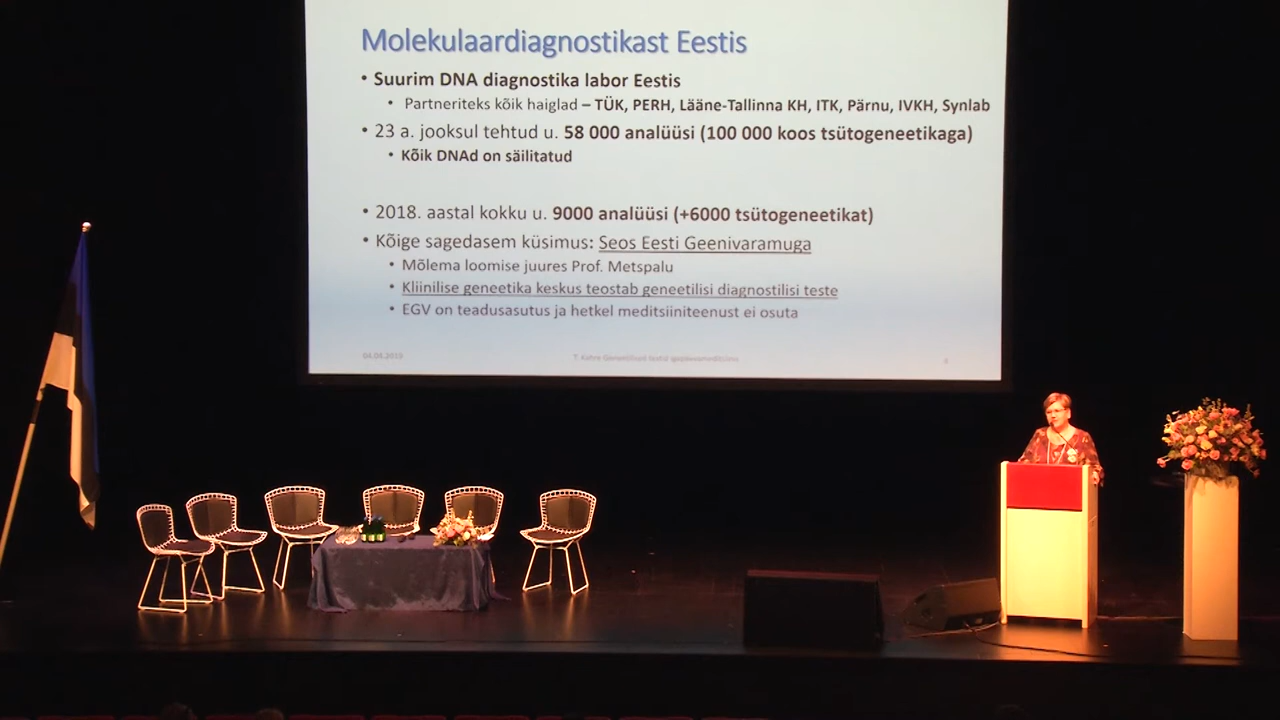 Molekulaardiagnostikast Eestis
• Suurim DNA diagnostika labor Eestis
• Partneriteks kõik haiglad – TÜK, PERH, Lääne-Tallinna KH, ITK, Pärnu, IVKH, Synlab
• 23 a. jooksul tehtud u. 58 000 analüüsi (100 000 koos tsütogeneetikaga)
• Kõik DNAd on säilitatud
• 2018. aastal kokku u. 9000 analüüsi (+6000 tsütogeneetikat)
• Kõige sagedasem küsimus: Seos Eesti Geenivaramuga
• Mõlema loomise juures Prof. Metspalu
• Kliinilise geneetika keskus teostab geneetilisi diagnostilisi teste
• EGV on teadusasutus ja hetkel meditsiiniteenust ei osuta
T. Kahre